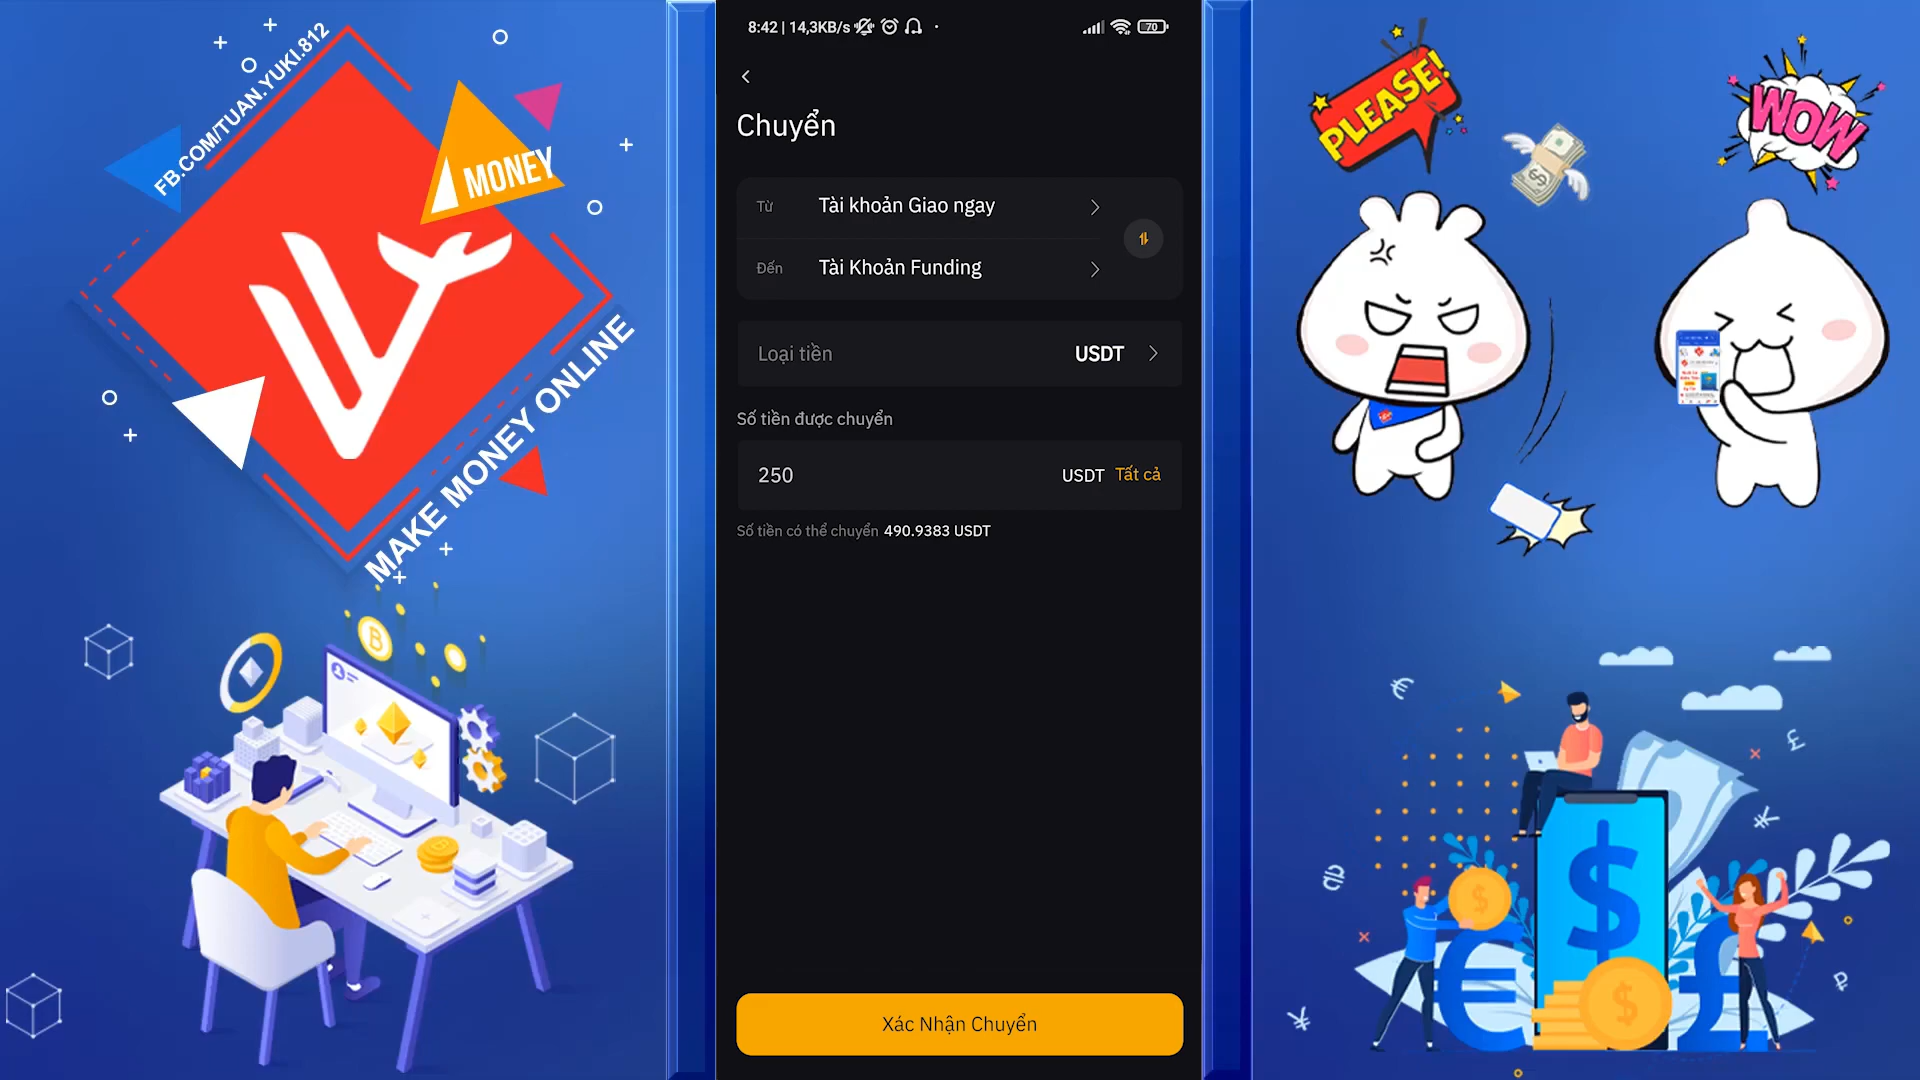 FB.COM/TUAN.YUKI.812
MONEY
MAKE MONEY ONLINE
8:42 | 14,3KB/s
70
Chuyển
Từ
Tài khoản Giao ngay
Đến
Tài Khoản Funding
Loại tiền
USDT
Số tiền được chuyển
250
USDT Tất cả
Số tiền có thể chuyển 490.9383 USDT
Xác Nhận Chuyển
PLEASE!
WOW